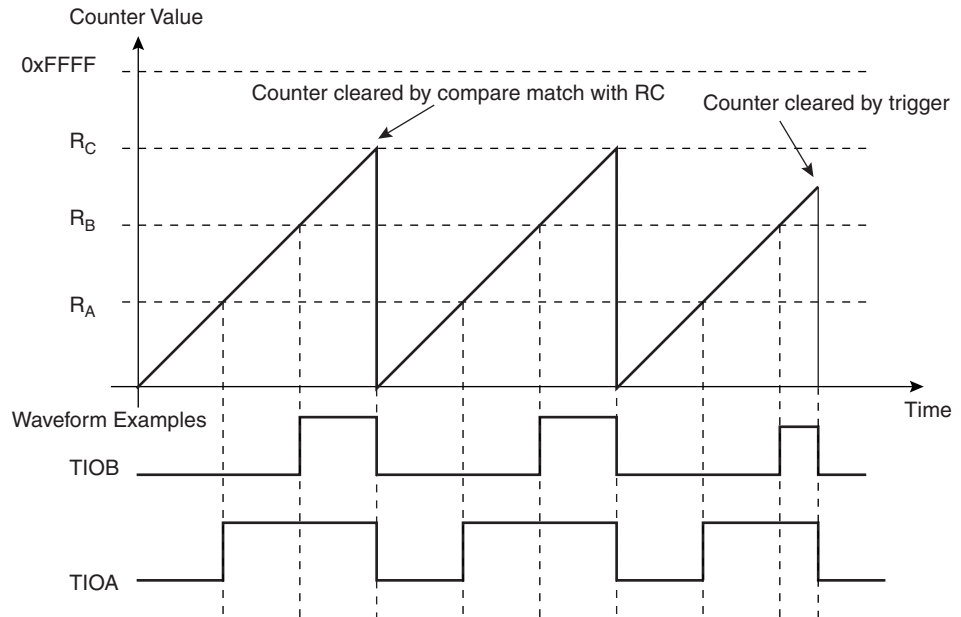 Counter Value
0xFFFF
Counter cleared by compare match with RC
Counter cleared by trigger
RC
RB
RA
Time
Waveform Examples
TIOB
TIOA